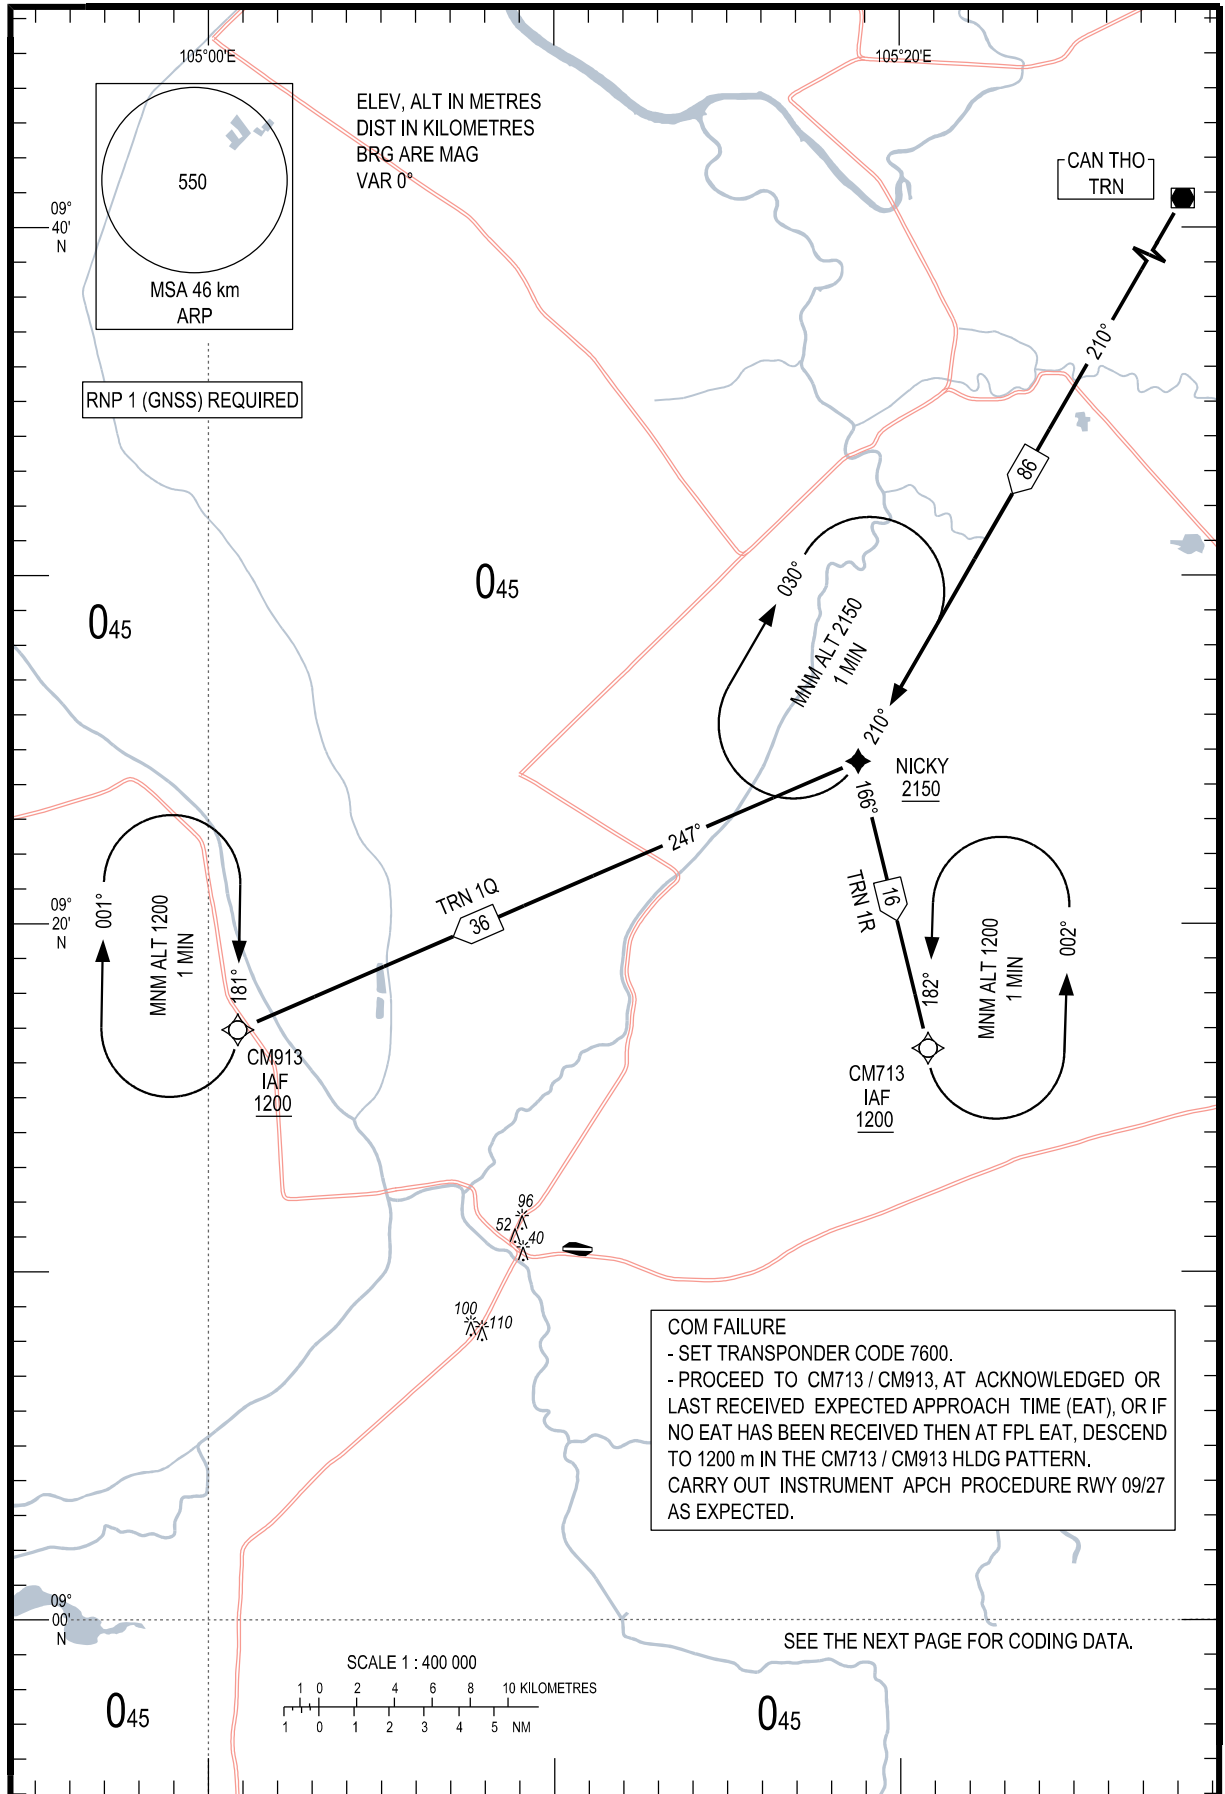 105°00'E
105°20'E
550
MSA 46 km
ARP
ELEV, ALT IN METRES
DIST IN KILOMETRES
BRG ARE MAG
VAR 0°
CAN THO
TRN
09°
40'
N
RNP 1 (GNSS) REQUIRED
210°
86
045
045
030°
MNM ALT 2150
1 MIN
210°
NICKY
2150
166°
247°
TRN 1Q
36
TRN 1R
16
09°
20'
N
001°
MNM ALT 1200
1 MIN
181°
CM913
IAF
1200
182°
MNM ALT 1200
1 MIN
002°
CM713
IAF
1200
96
52
40
100
110
COM FAILURE
- SET TRANSPONDER CODE 7600.
- PROCEED TO CM713 / CM913, AT ACKNOWLEDGED OR
LAST RECEIVED EXPECTED APPROACH TIME (EAT), OR IF
NO EAT HAS BEEN RECEIVED THEN AT FPL EAT, DESCEND
TO 1200 m IN THE CM713 / CM913 HLDG PATTERN.
CARRY OUT INSTRUMENT APCH PROCEDURE RWY 09/27
AS EXPECTED.
09°
00'
N
SEE THE NEXT PAGE FOR CODING DATA.
SCALE 1 : 400 000
1 0 2 4 6 8 10 KILOMETRES
1 0 1 2 3 4 5 NM
045
045